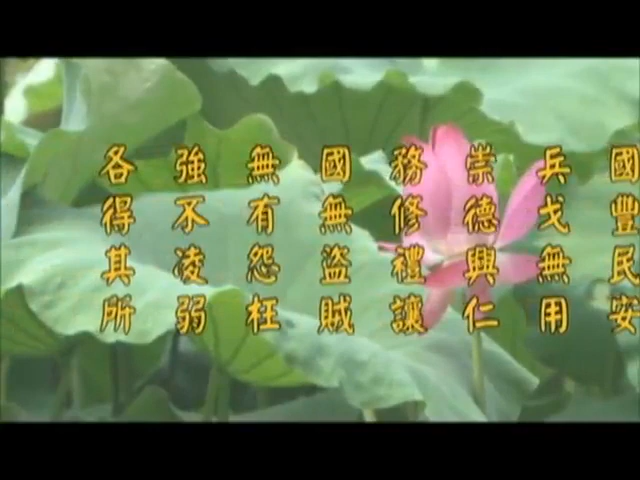 國豐民安
兵戈無用
崇德興仁
務修禮讓
國無盜賊
無有怨枉
強不凌弱
各得其所